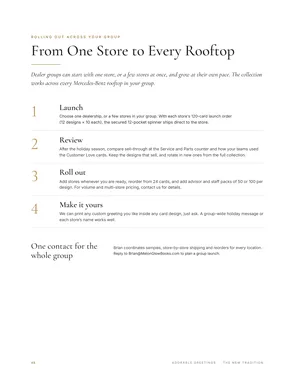 ROLLING OUT ACROSS YOUR GROUP
From One Store to Every Rooftop
Dealer groups can start with one store, or a few stores at once, and grow at their own pace. The collection
works across every Mercedes-Benz rooftop in your group.
1
Launch
Choose one dealership, or a few stores in your group. With each store's 120-card launch order
(12 designs × 10 each), the secured 12-pocket spinner ships direct to the store.
2
Review
After the holiday season, compare sell-through at the Service and Parts counter and how your teams used
the Customer Love cards. Keep the designs that sell, and rotate in new ones from the full collection.
3
Roll out
Add stores whenever you are ready, reorder from 24 cards, and add advisor and staff packs of 50 or 100 per
design. For volume and multi-store pricing, contact us for details.
4
Make it yours
We can print any custom greeting you like inside any card design, just ask. A group-wide holiday message or
each store's name works well.
One contact for the
whole group
Brian coordinates samples, store-by-store shipping and reorders for every location.
Reply to
to plan a group launch.
ADORABLE GREETINGS · THE NEW TRADITION